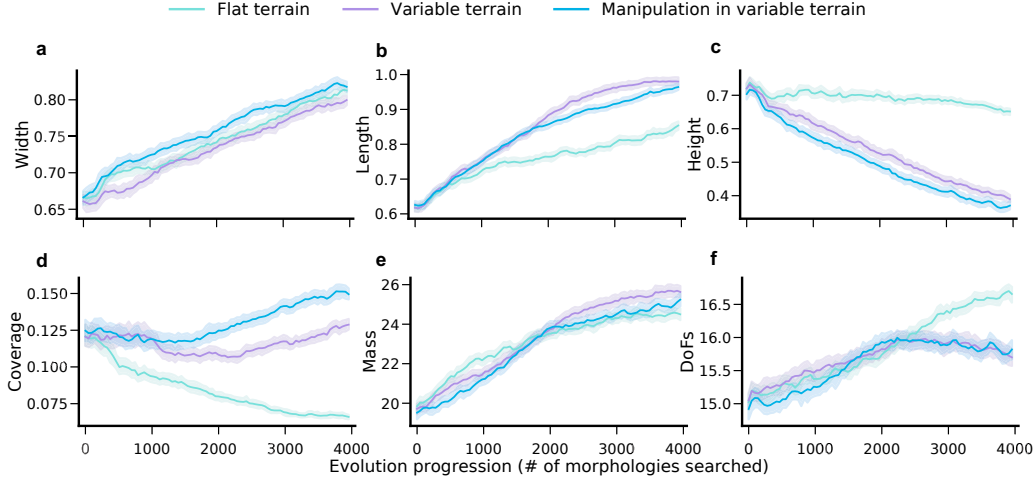 Flat terrain Variable terrain Manipulation in variable terrain
a b c
Width
0.80
0.75
0.70
0.65
Length
1.0
0.9
0.8
0.7
0.6
Height
0.7
0.6
0.5
0.4
d e f
Coverage
0.150
0.125
0.100
0.075
0 1000 2000 3000 4000
Mass
26
24
22
20
0 1000 2000 3000 4000
DoFs
16.5
16.0
15.5
15.0
0 1000 2000 3000 4000
Evolution progression (# of morphologies searched)